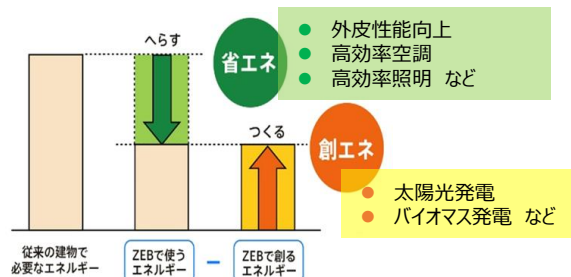 へらす
省エネ
● 外皮性能向上
● 高効率空調
● 高効率照明 など
つくる
創エネ
● 太陽光発電
● バイオマス発電 など
従来の建物で
必要なエネルギー
ZEBで使う
エネルギー
−
ZEBで創る
エネルギー